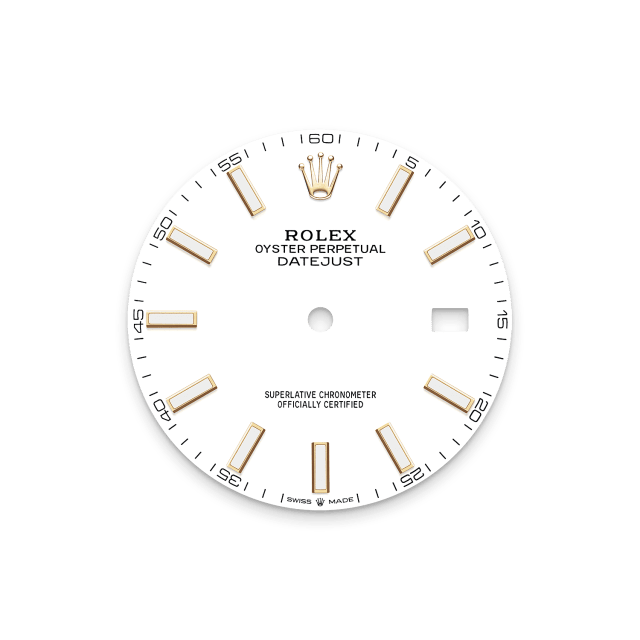 60
5
10
15
20
25
35
40
45
50
55
ROLEX
OYSTER PERPETUAL
DATEJUST
SUPERLATIVE CHRONOMETER
OFFICIALLY CERTIFIED
SWISS MADE